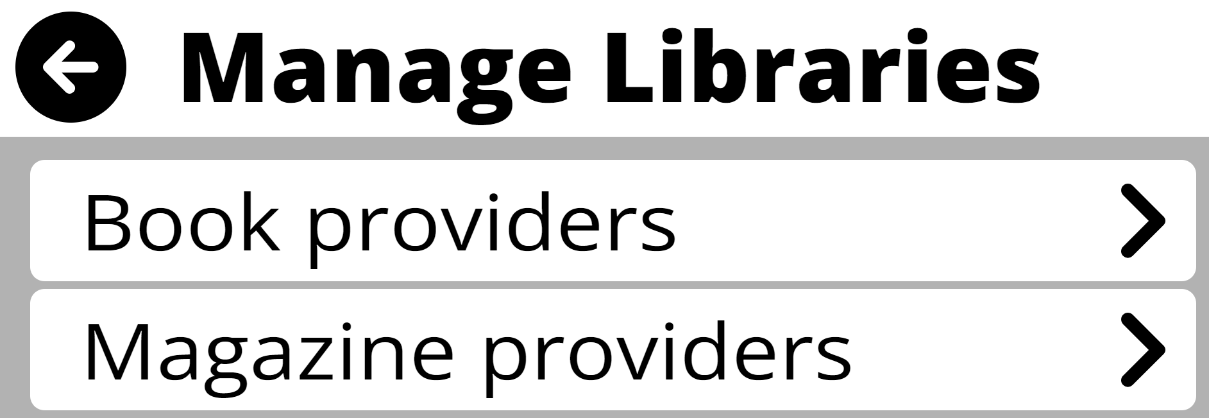 Manage Libraries
Book providers
Magazine providers